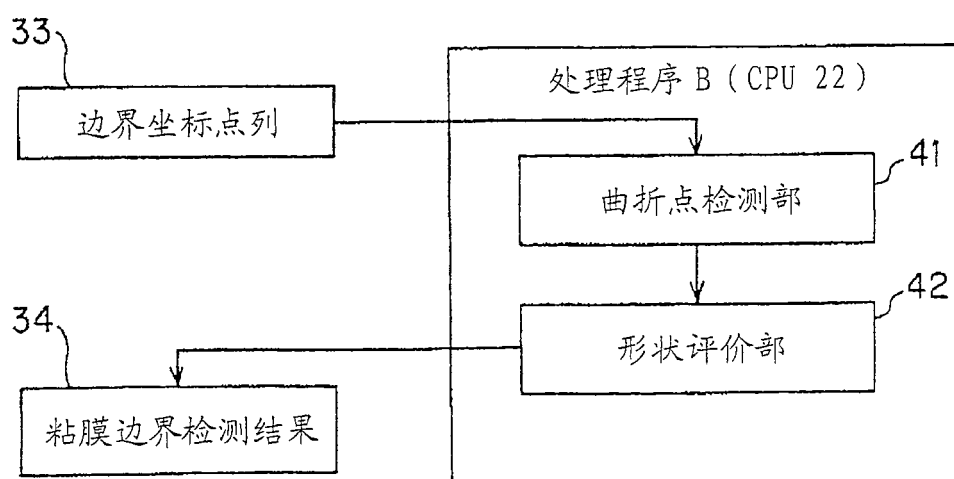 33
处理程序 B (CPU 22)
边界坐标点列
41
曲折点检测部
42
34
形状评价部
粘膜边界检测结果